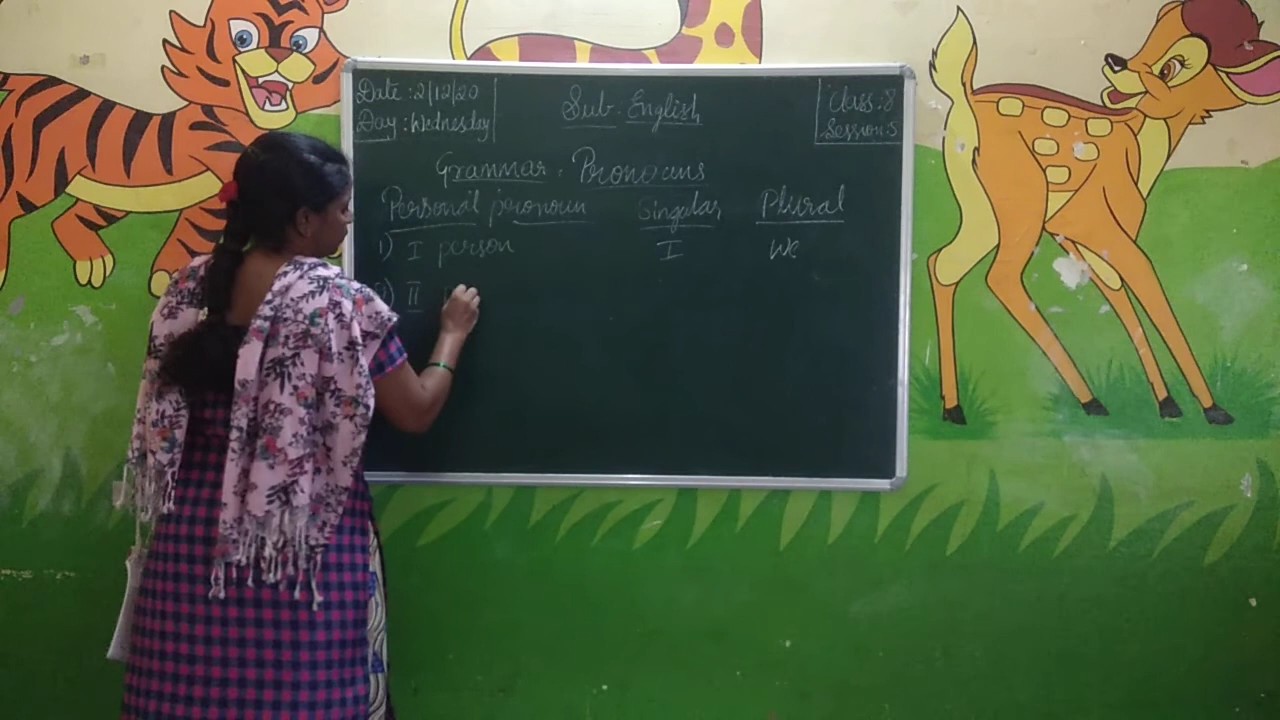 Date : 2/12/20
Day : Wednesday
Sub : English
Class : 8
Session : 5
Grammar : Pronouns
Personal pronoun Singular Plural
1) I person I We
2) II